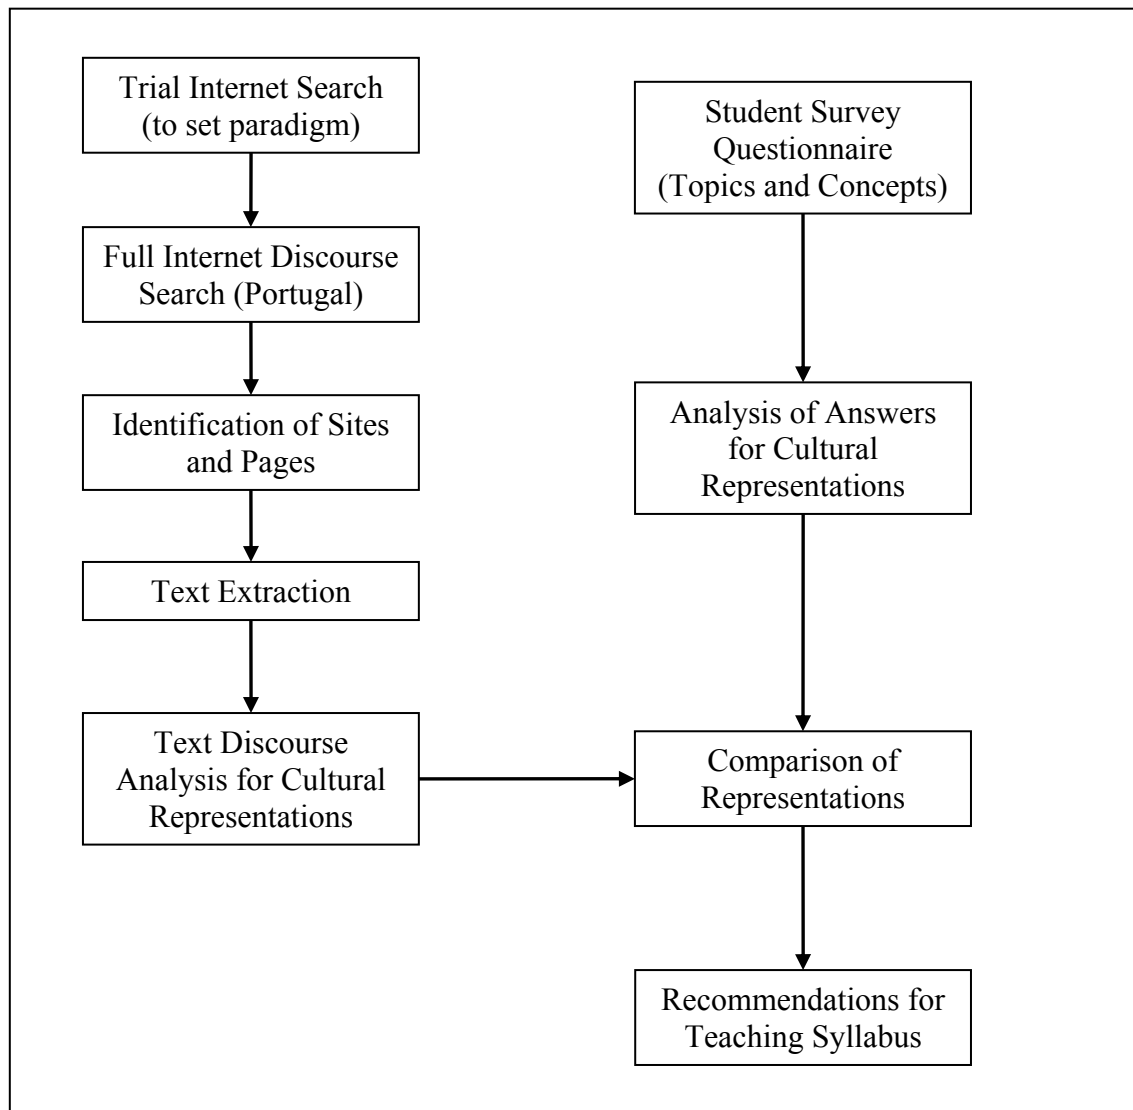 Trial Internet Search
(to set paradigm)
Full Internet Discourse
Search (Portugal)
Identification of Sites
and Pages
Text Extraction
Text Discourse
Analysis for Cultural
Representations
Student Survey
Questionnaire
(Topics and Concepts)
Analysis of Answers
for Cultural
Representations
Comparison of
Representations
Recommendations for
Teaching Syllabus